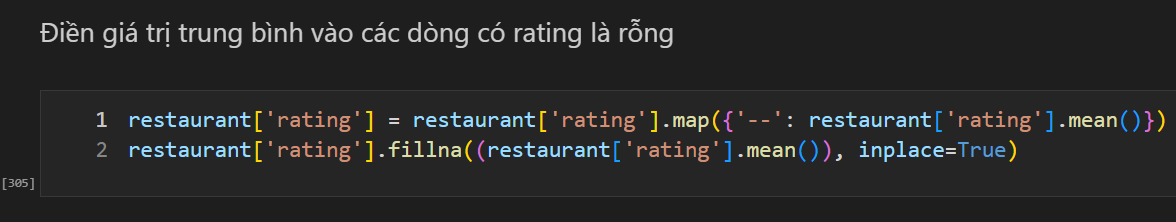 Điền giá trị trung bình vào các dòng có rating là rỗng
1 restaurant['rating'] = restaurant['rating'].map({'--': restaurant['rating'].mean()})
2 restaurant['rating'].fillna((restaurant['rating'].mean()), inplace=True)
[305]